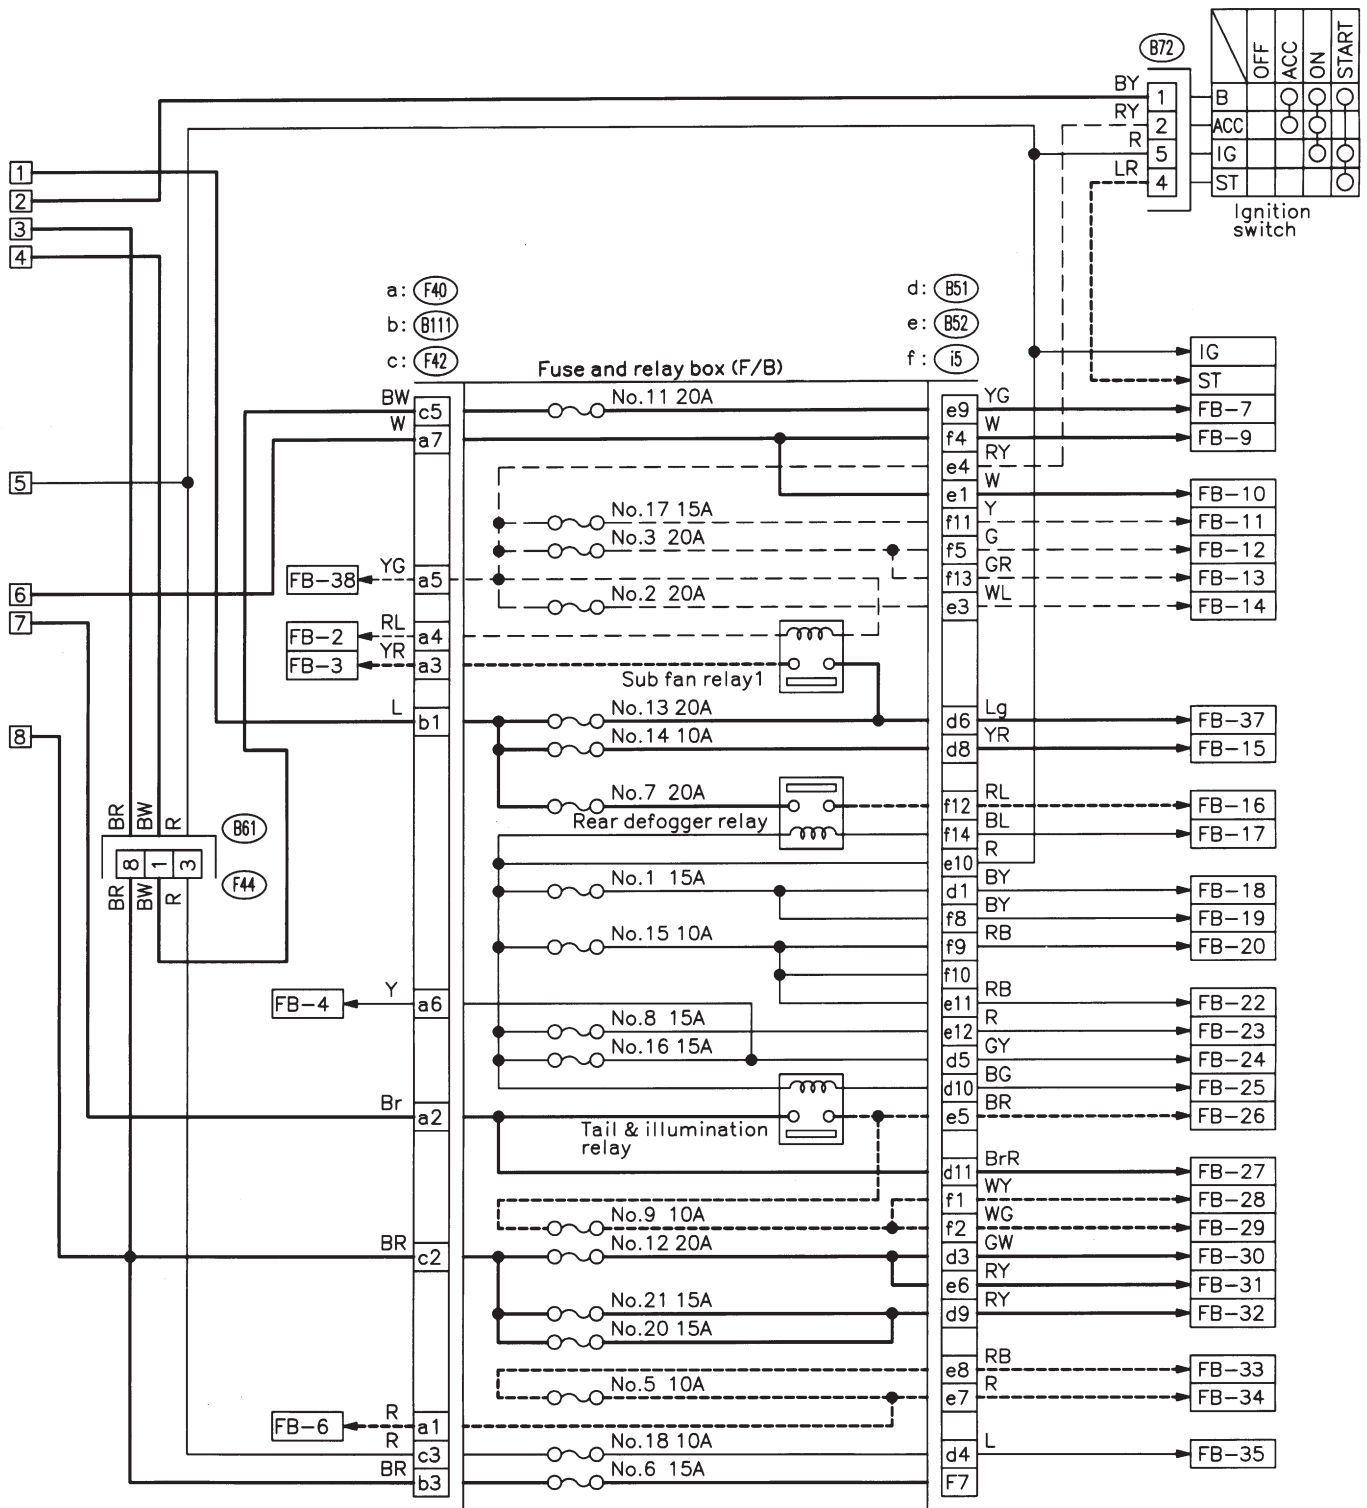 B72
OFF
ACC
ON
START
BY
1
B
RY
2
ACC
R
5
IG
LR
4
ST
Ignition
switch
1
2
3
4
a: F40
b: B111
c: F42
d: B51
e: B52
f: i5
Fuse and relay box (F/B)
IG
ST
BW
c5
No.11 20A
e9
YG
FB-7
W
a7
f4
W
FB-9
e4
RY
5
e1
W
FB-10
No.17 15A
f11
Y
FB-11
No.3 20A
f5
G
FB-12
FB-38
YG
a5
f13
GR
FB-13
6
No.2 20A
e3
WL
FB-14
7
FB-2
RL
a4
FB-3
YR
a3
Sub fan relay1
L
b1
No.13 20A
d6
Lg
FB-37
8
No.14 10A
d8
YR
FB-15
No.7 20A
f12
RL
FB-16
Rear defogger relay
f14
BL
FB-17
BR
BW
R
B61
8
1
3
F44
BR
BW
R
e10
R
No.1 15A
d1
BY
FB-18
f8
BY
FB-19
No.15 10A
f9
RB
FB-20
f10
FB-4
Y
a6
e11
RB
FB-22
No.8 15A
e12
R
FB-23
No.16 15A
d5
GY
FB-24
d10
BG
FB-25
Br
a2
e5
BR
FB-26
Tail & illumination
relay
d11
BrR
FB-27
f1
WY
FB-28
No.9 10A
f2
WG
FB-29
BR
c2
No.12 20A
d3
GW
FB-30
e6
RY
FB-31
No.21 15A
d9
RY
FB-32
No.20 15A
e8
RB
FB-33
No.5 10A
e7
R
FB-34
FB-6
R
a1
R
c3
No.18 10A
d4
L
FB-35
BR
b3
No.6 15A
F7